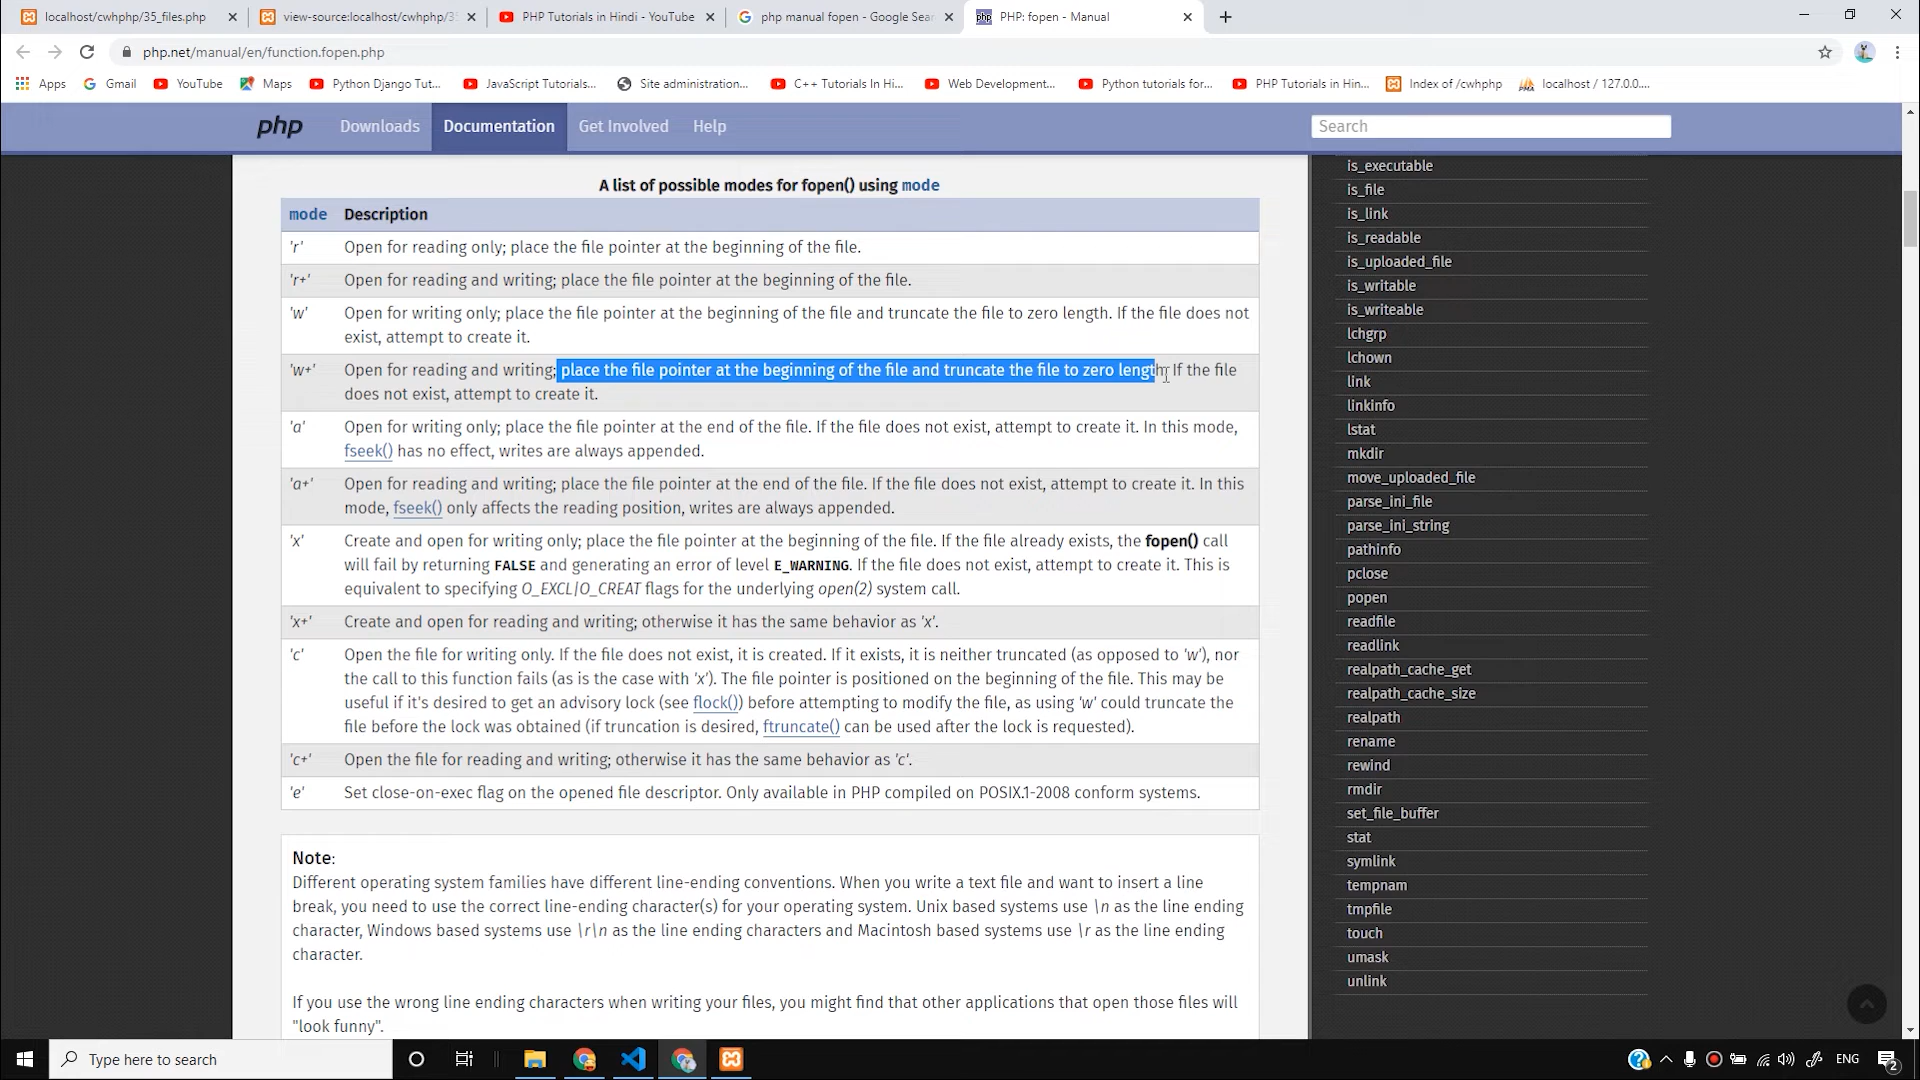 localhost/cwhphp/35_files.php
view-source:localhost/cwhphp/35
PHP Tutorials in Hindi - YouTube
php manual fopen - Google Sear
php PHP: fopen - Manual
php.net/manual/en/function.fopen.php
Apps
Gmail
YouTube
Maps
Python Django Tut...
JavaScript Tutorials...
Site administration...
C++ Tutorials In Hi...
Web Development...
Python tutorials for...
PHP Tutorials in Hin...
Index of /cwhphp
localhost / 127.0.0....
php
Downloads
Documentation
Get Involved
Help
Search
A list of possible modes for fopen() using mode
mode Description
'r' Open for reading only; place the file pointer at the beginning of the file.
'r+' Open for reading and writing; place the file pointer at the beginning of the file.
'w' Open for writing only; place the file pointer at the beginning of the file and truncate the file to zero length. If the file does not
exist, attempt to create it.
'w+' Open for reading and writing; place the file pointer at the beginning of the file and truncate the file to zero length. If the file
does not exist, attempt to create it.
'a' Open for writing only; place the file pointer at the end of the file. If the file does not exist, attempt to create it. In this mode,
fseek() has no effect, writes are always appended.
'a+' Open for reading and writing; place the file pointer at the end of the file. If the file does not exist, attempt to create it. In this
mode, fseek() only affects the reading position, writes are always appended.
'x' Create and open for writing only; place the file pointer at the beginning of the file. If the file already exists, the fopen() call
will fail by returning FALSE and generating an error of level E_WARNING. If the file does not exist, attempt to create it. This is
equivalent to specifying O_EXCL|O_CREAT flags for the underlying open(2) system call.
'x+' Create and open for reading and writing; otherwise it has the same behavior as 'x'.
'c' Open the file for writing only. If the file does not exist, it is created. If it exists, it is neither truncated (as opposed to 'w'), nor
the call to this function fails (as is the case with 'x'). The file pointer is positioned on the beginning of the file. This may be
useful if it's desired to get an advisory lock (see flock()) before attempting to modify the file, as using 'w' could truncate the
file before the lock was obtained (if truncation is desired, ftruncate() can be used after the lock is requested).
'c+' Open the file for reading and writing; otherwise it has the same behavior as 'c'.
'e' Set close-on-exec flag on the opened file descriptor. Only available in PHP compiled on POSIX.1-2008 conform systems.
Note:
Different operating system families have different line-ending conventions. When you write a text file and want to insert a line
break, you need to use the correct line-ending character(s) for your operating system. Unix based systems use \n as the line ending
character, Windows based systems use \r\n as the line ending characters and Macintosh based systems use \r as the line ending
character.
If you use the wrong line ending characters when writing your files, you might find that other applications that open those files will
"look funny".
is_executable
is_file
is_link
is_readable
is_uploaded_file
is_writable
is_writeable
lchgrp
lchown
link
linkinfo
lstat
mkdir
move_uploaded_file
parse_ini_file
parse_ini_string
pathinfo
pclose
popen
readfile
readlink
realpath_cache_get
realpath_cache_size
realpath
rename
rewind
rmdir
set_file_buffer
stat
symlink
tempnam
tmpfile
touch
umask
unlink
Type here to search
ENG
2